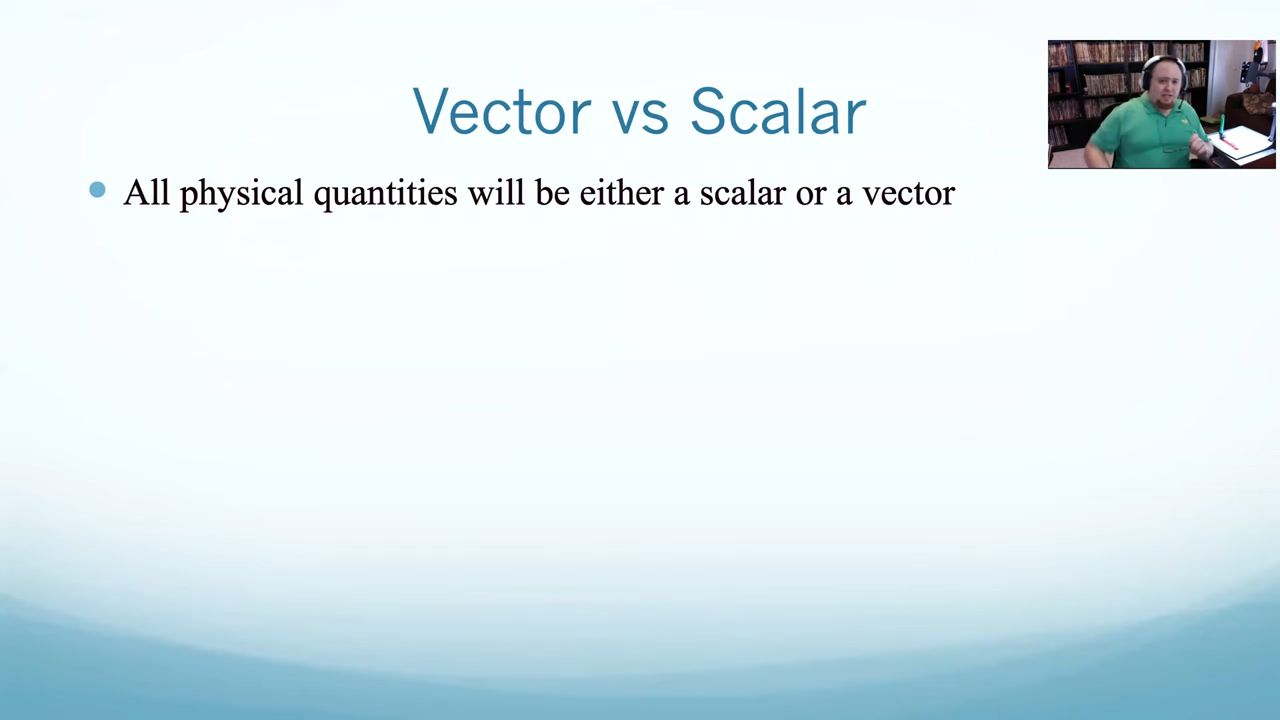 Vector vs Scalar
All physical quantities will be either a scalar or a vector